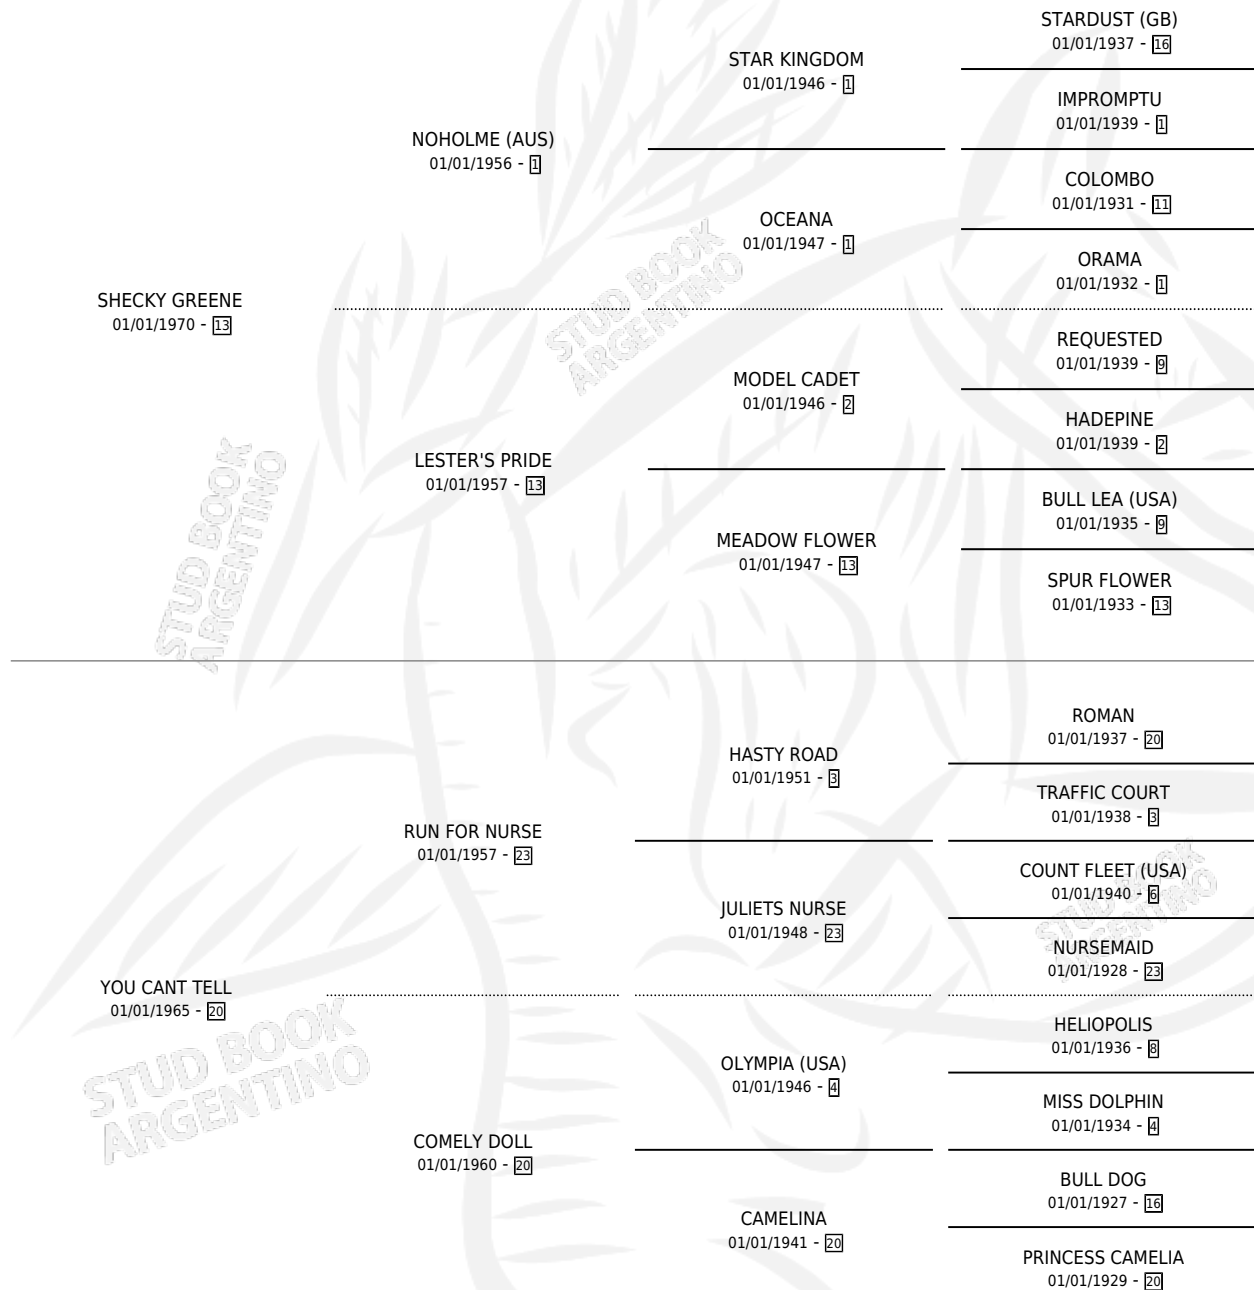 STARDUST (GB)
01/01/1937 - 16
STAR KINGDOM
01/01/1946 - 1
IMPROMPTU
01/01/1939 - 1
NOHOLME (AUS)
01/01/1956 - 1
COLOMBO
01/01/1931 - 11
OCEANA
01/01/1947 - 1
ORAMA
01/01/1932 - 1
SHECKY GREENE
01/01/1970 - 13
REQUESTED
01/01/1939 - 9
MODEL CADET
01/01/1946 - 2
HADEPINE
01/01/1939 - 2
LESTER'S PRIDE
01/01/1957 - 13
BULL LEA (USA)
01/01/1935 - 9
MEADOW FLOWER
01/01/1947 - 13
SPUR FLOWER
01/01/1933 - 13
ROMAN
01/01/1937 - 20
HASTY ROAD
01/01/1951 - 3
TRAFFIC COURT
01/01/1938 - 3
RUN FOR NURSE
01/01/1957 - 23
COUNT FLEET (USA)
01/01/1940 - 6
JULIETS NURSE
01/01/1948 - 23
NURSEMAID
01/01/1928 - 23
YOU CANT TELL
01/01/1965 - 20
HELIOPOLIS
01/01/1936 - 8
OLYMPIA (USA)
01/01/1946 - 4
MISS DOLPHIN
01/01/1934 - 4
COMELY DOLL
01/01/1960 - 20
BULL DOG
01/01/1927 - 16
CAMELINA
01/01/1941 - 20
PRINCESS CAMELIA
01/01/1929 - 20
STUD BOOK
ARGENTINO
STUD BOOK
ARGENTINO
STUD BOOK
ARGENTINO
STUD BOOK
ARGENTINO